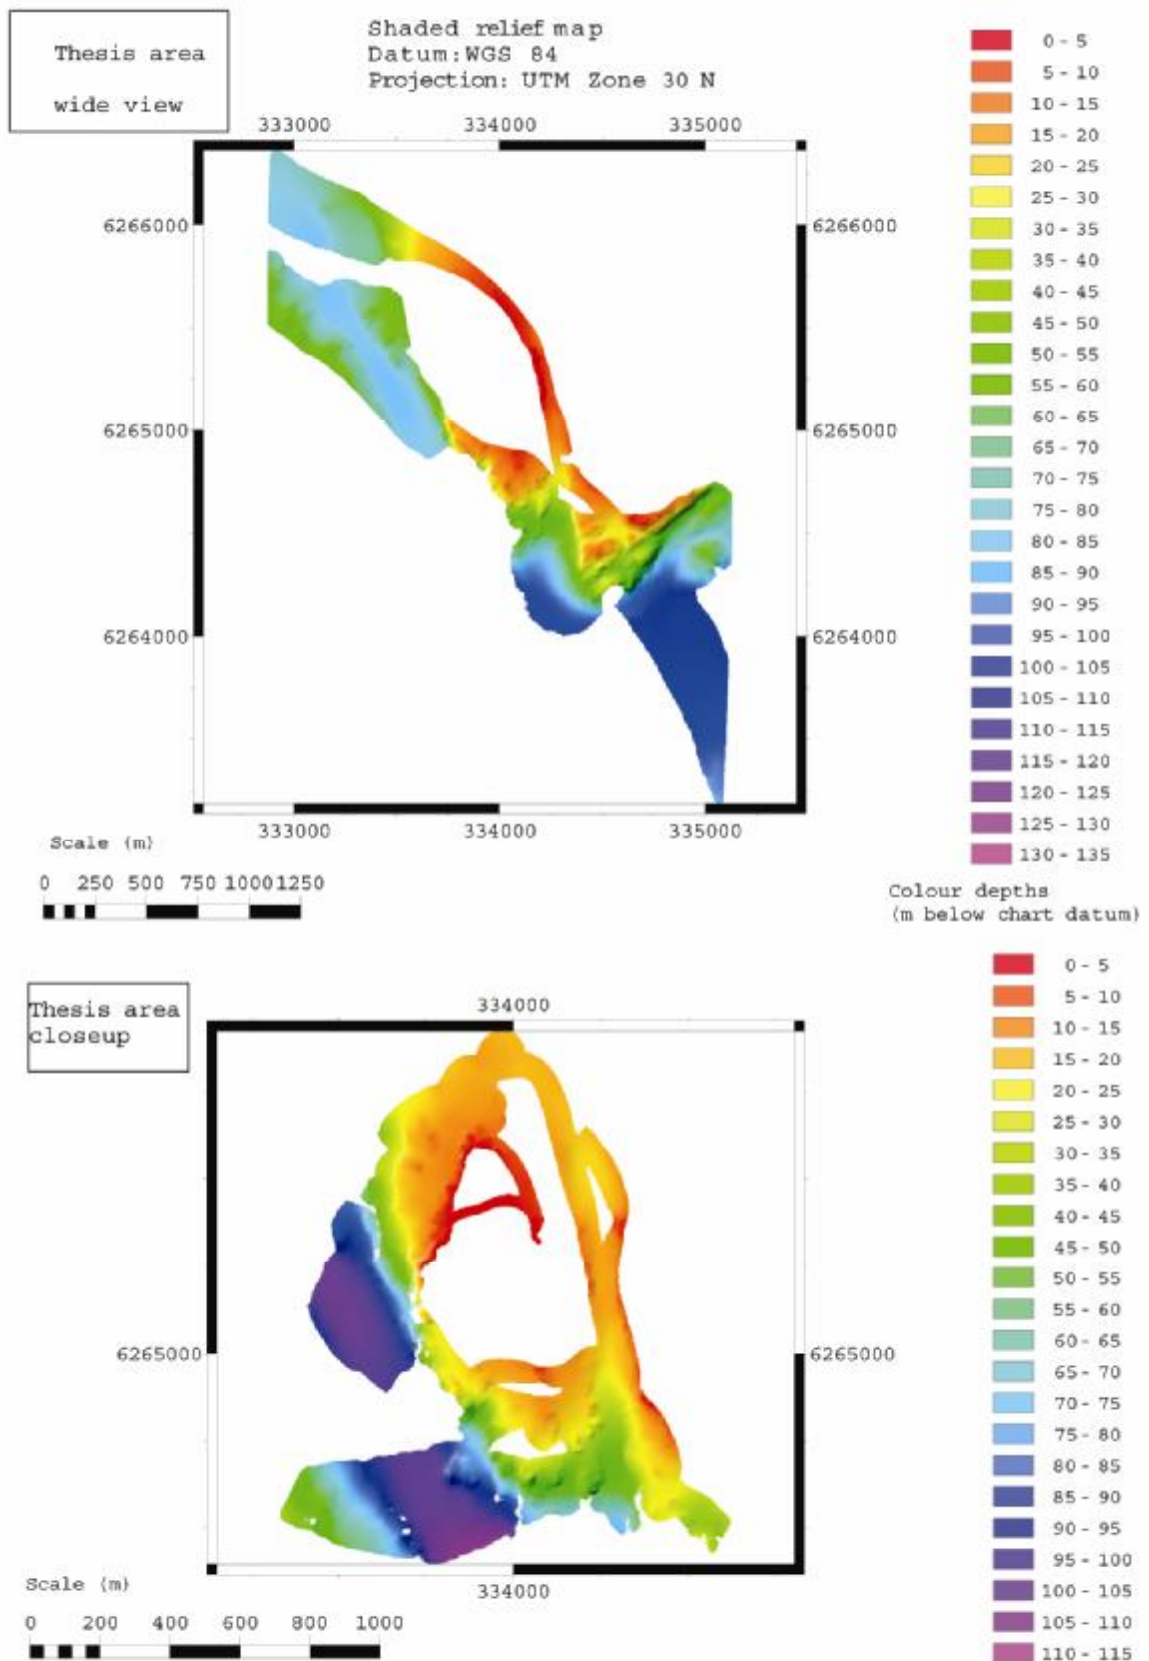 Thesis area
wide view
Shaded relief map
Datum:WGS 84
Projection: UTM Zone 30 N
333000 334000 335000
6266000 6266000
6265000 6265000
6264000 6264000
333000 334000 335000
Scale (m)
0 250 500 750 1000 1250
0 - 5
5 - 10
10 - 15
15 - 20
20 - 25
25 - 30
30 - 35
35 - 40
40 - 45
45 - 50
50 - 55
55 - 60
60 - 65
65 - 70
70 - 75
75 - 80
80 - 85
85 - 90
90 - 95
95 - 100
100 - 105
105 - 110
110 - 115
115 - 120
120 - 125
125 - 130
130 - 135
Colour depths
(m below chart datum)
Thesis area
closeup
334000
6265000 6265000
334000
Scale (m)
0 200 400 600 800 1000
0 - 5
5 - 10
10 - 15
15 - 20
20 - 25
25 - 30
30 - 35
35 - 40
40 - 45
45 - 50
50 - 55
55 - 60
60 - 65
65 - 70
70 - 75
75 - 80
80 - 85
85 - 90
90 - 95
95 - 100
100 - 105
105 - 110
110 - 115